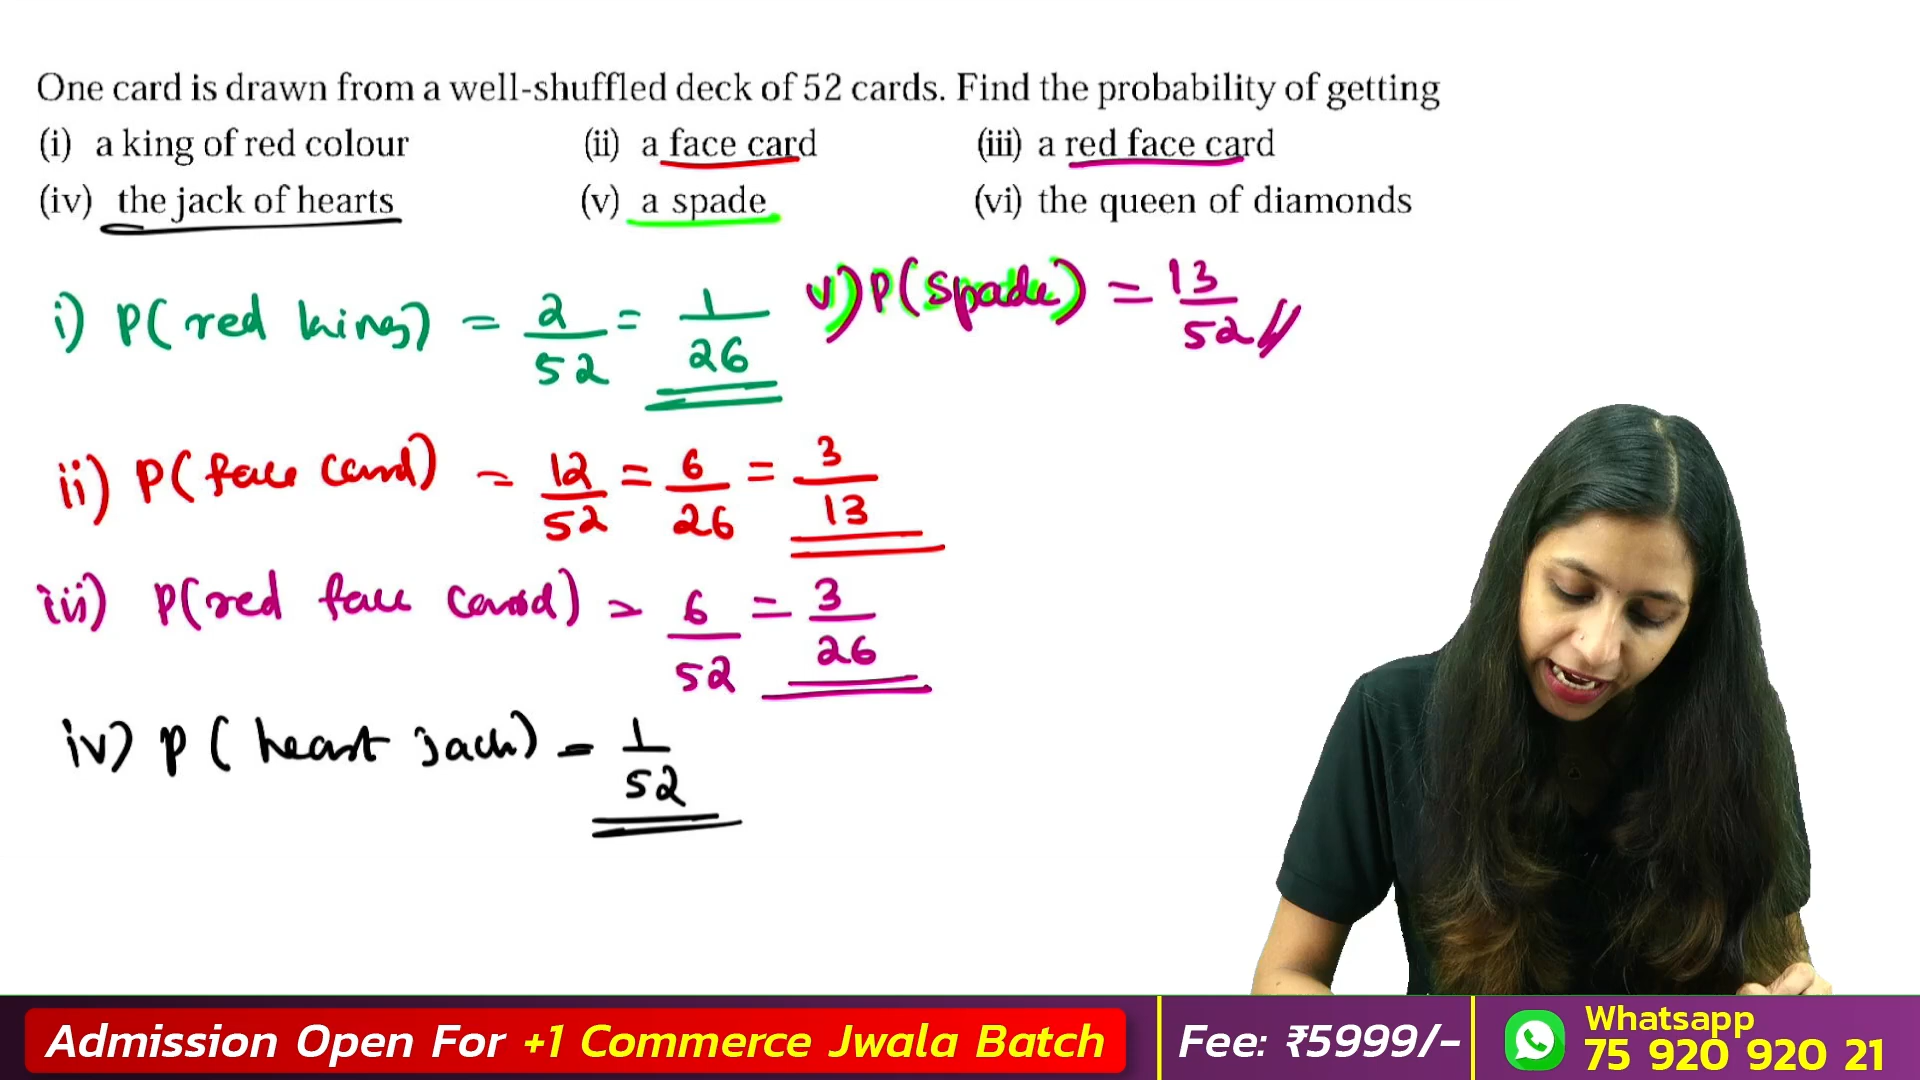 One card is drawn from a well-shuffled deck of 52 cards. Find the probability of getting
(i) a king of red colour (ii) a face card (iii) a red face card
(iv) the jack of hearts (v) a spade (vi) the queen of diamonds
i) P( red king) = 2/52 = 1/26
v) P( spade ) = 13/52 //
ii) P( face card) = 12/52 = 6/26 = 3/13
iii) P(red face card) = 6/52 = 3/26
iv) P ( heart jack) = 1/52
Admission Open For +1 Commerce Jwala Batch
Fee: ₹5999/-
Whatsapp
75 920 920 21